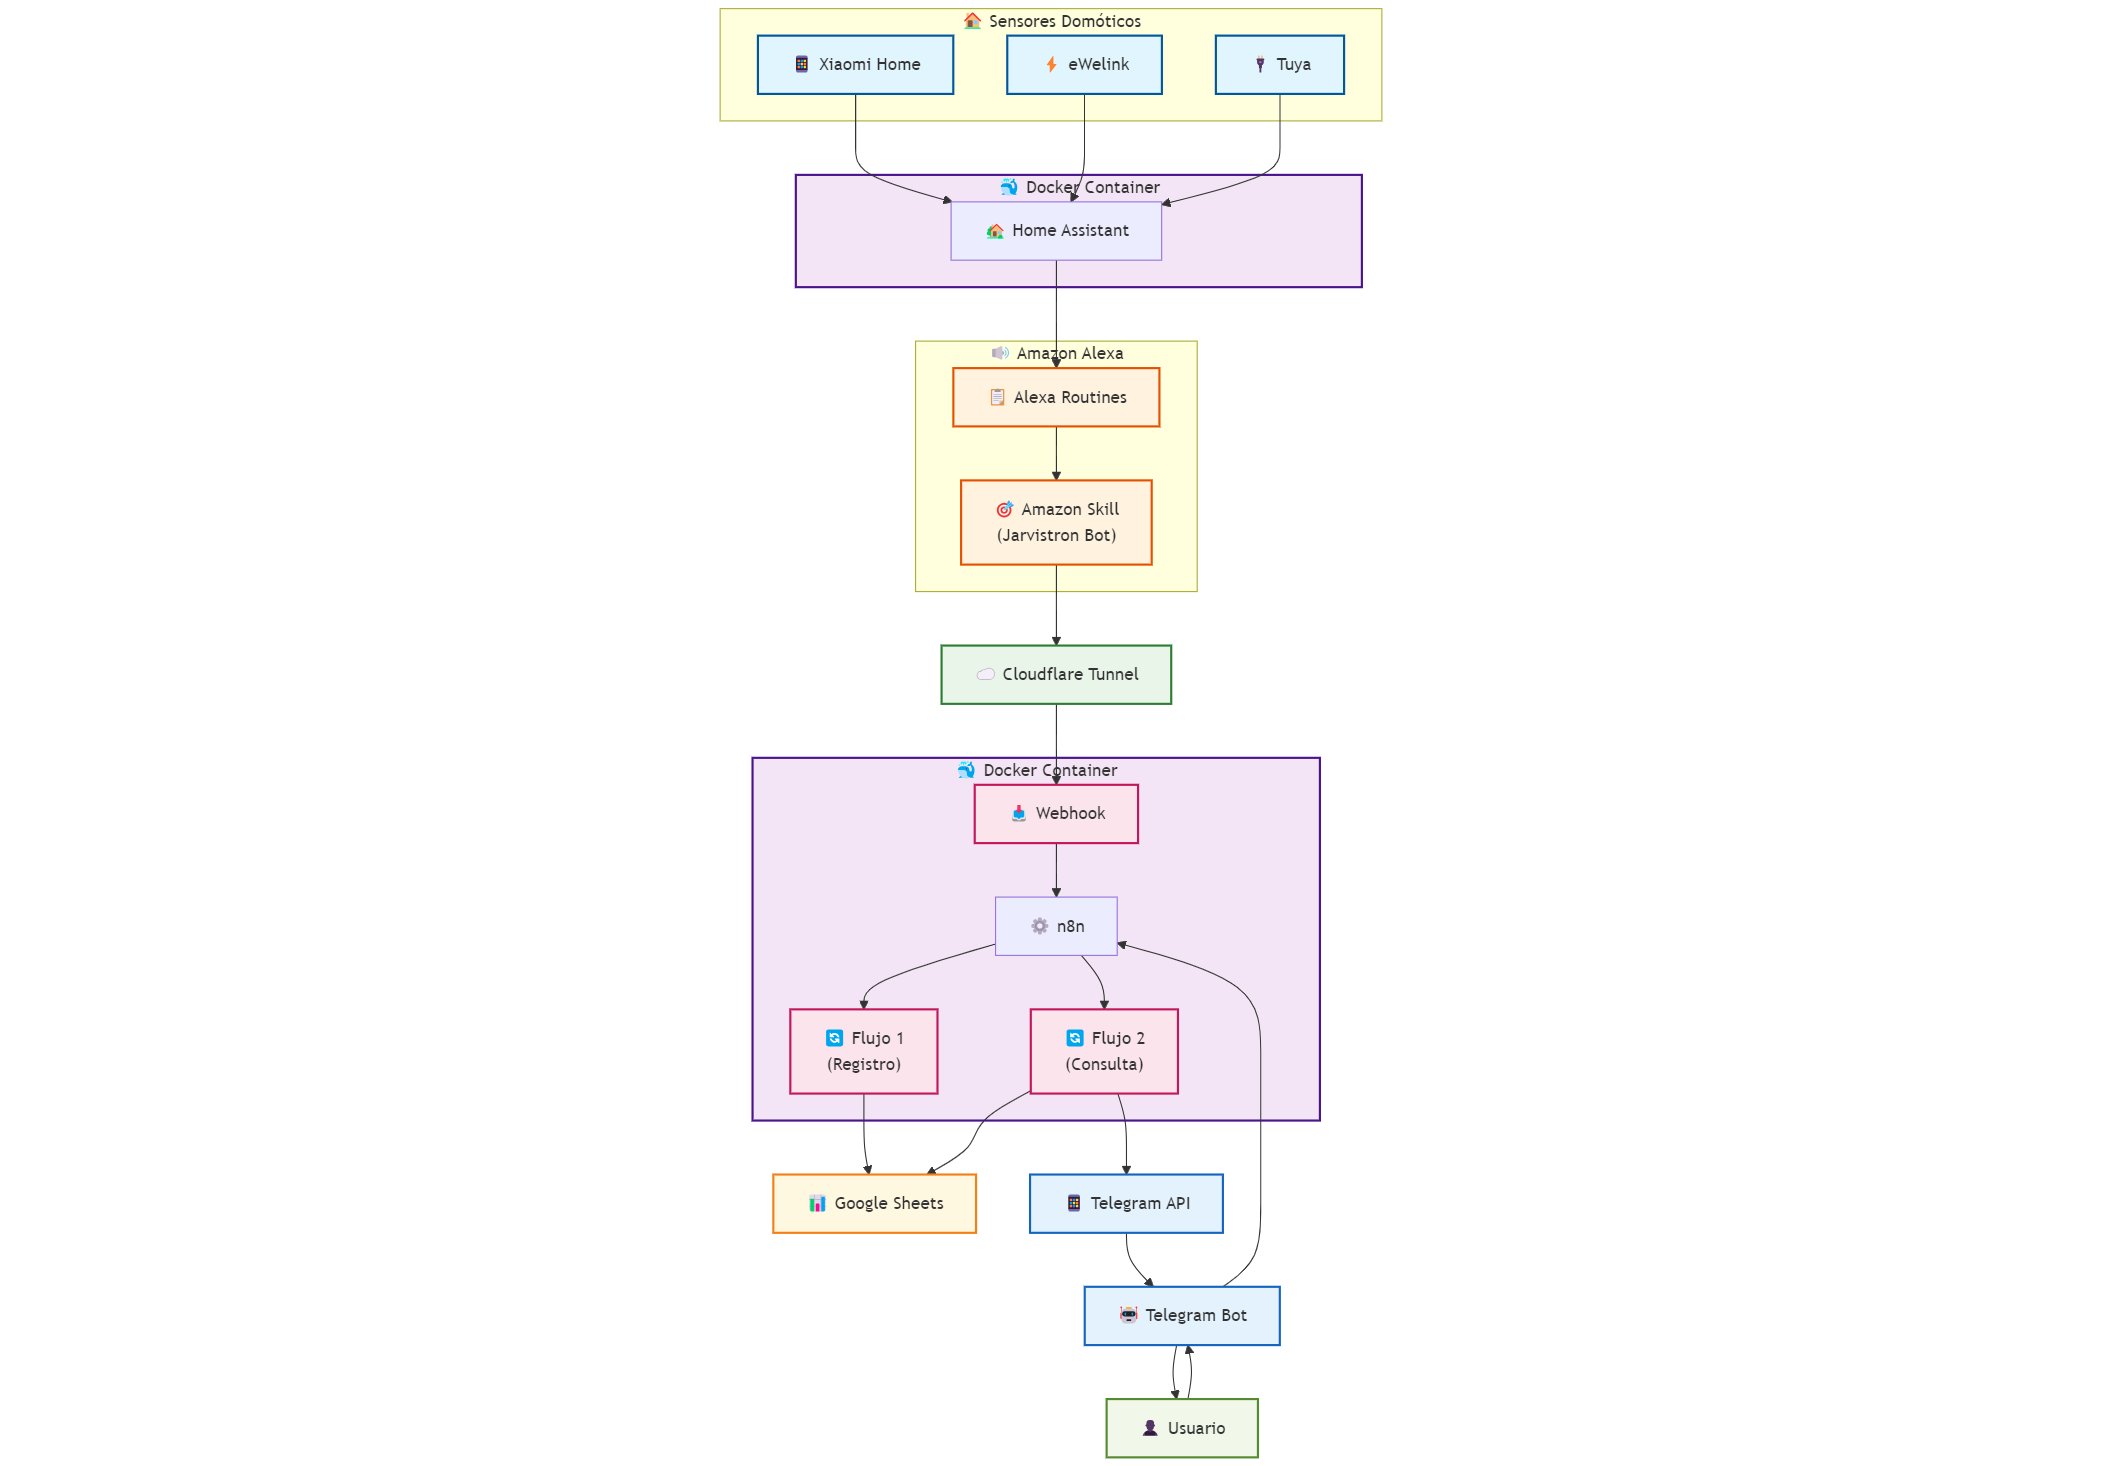 Sensores Domóticos
Xiaomi Home
eWelink
Tuya
Docker Container
Home Assistant
Amazon Alexa
Alexa Routines
Amazon Skill
(Jarvistron Bot)
Cloudflare Tunnel
Docker Container
Webhook
n8n
Flujo 1
(Registro)
Flujo 2
(Consulta)
Google Sheets
Telegram API
Telegram Bot
Usuario